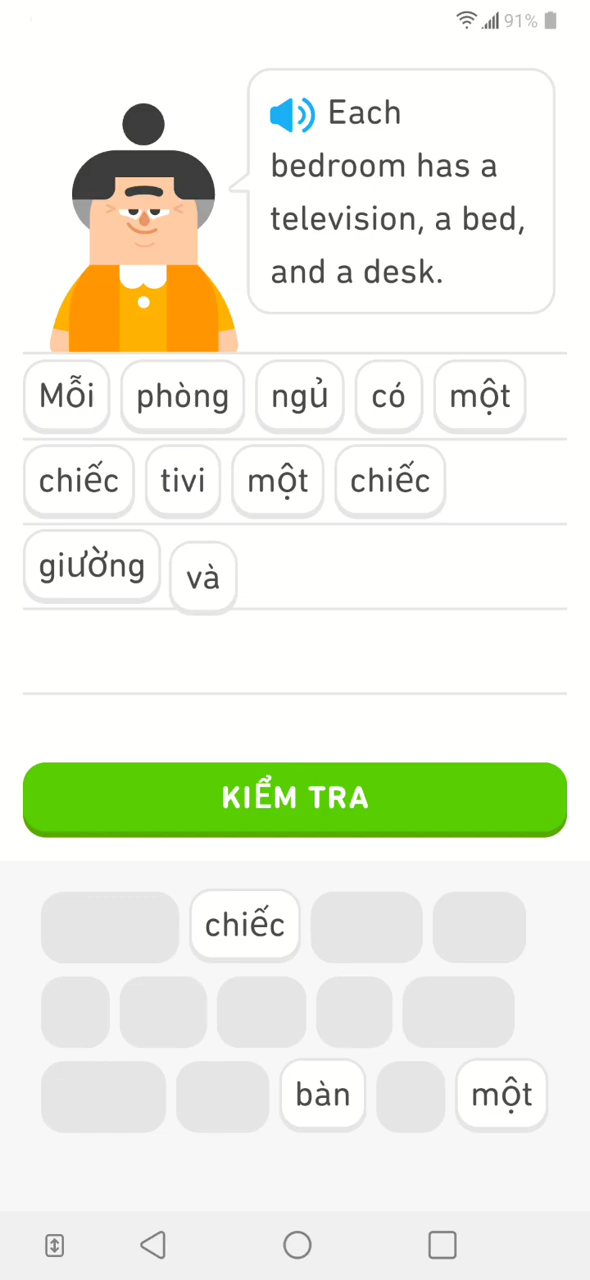 91%
Each
bedroom has a
television, a bed,
and a desk.
Mỗi phòng ngủ có một
chiếc tivi một chiếc
giường và
KIỂM TRA
chiếc
bàn một